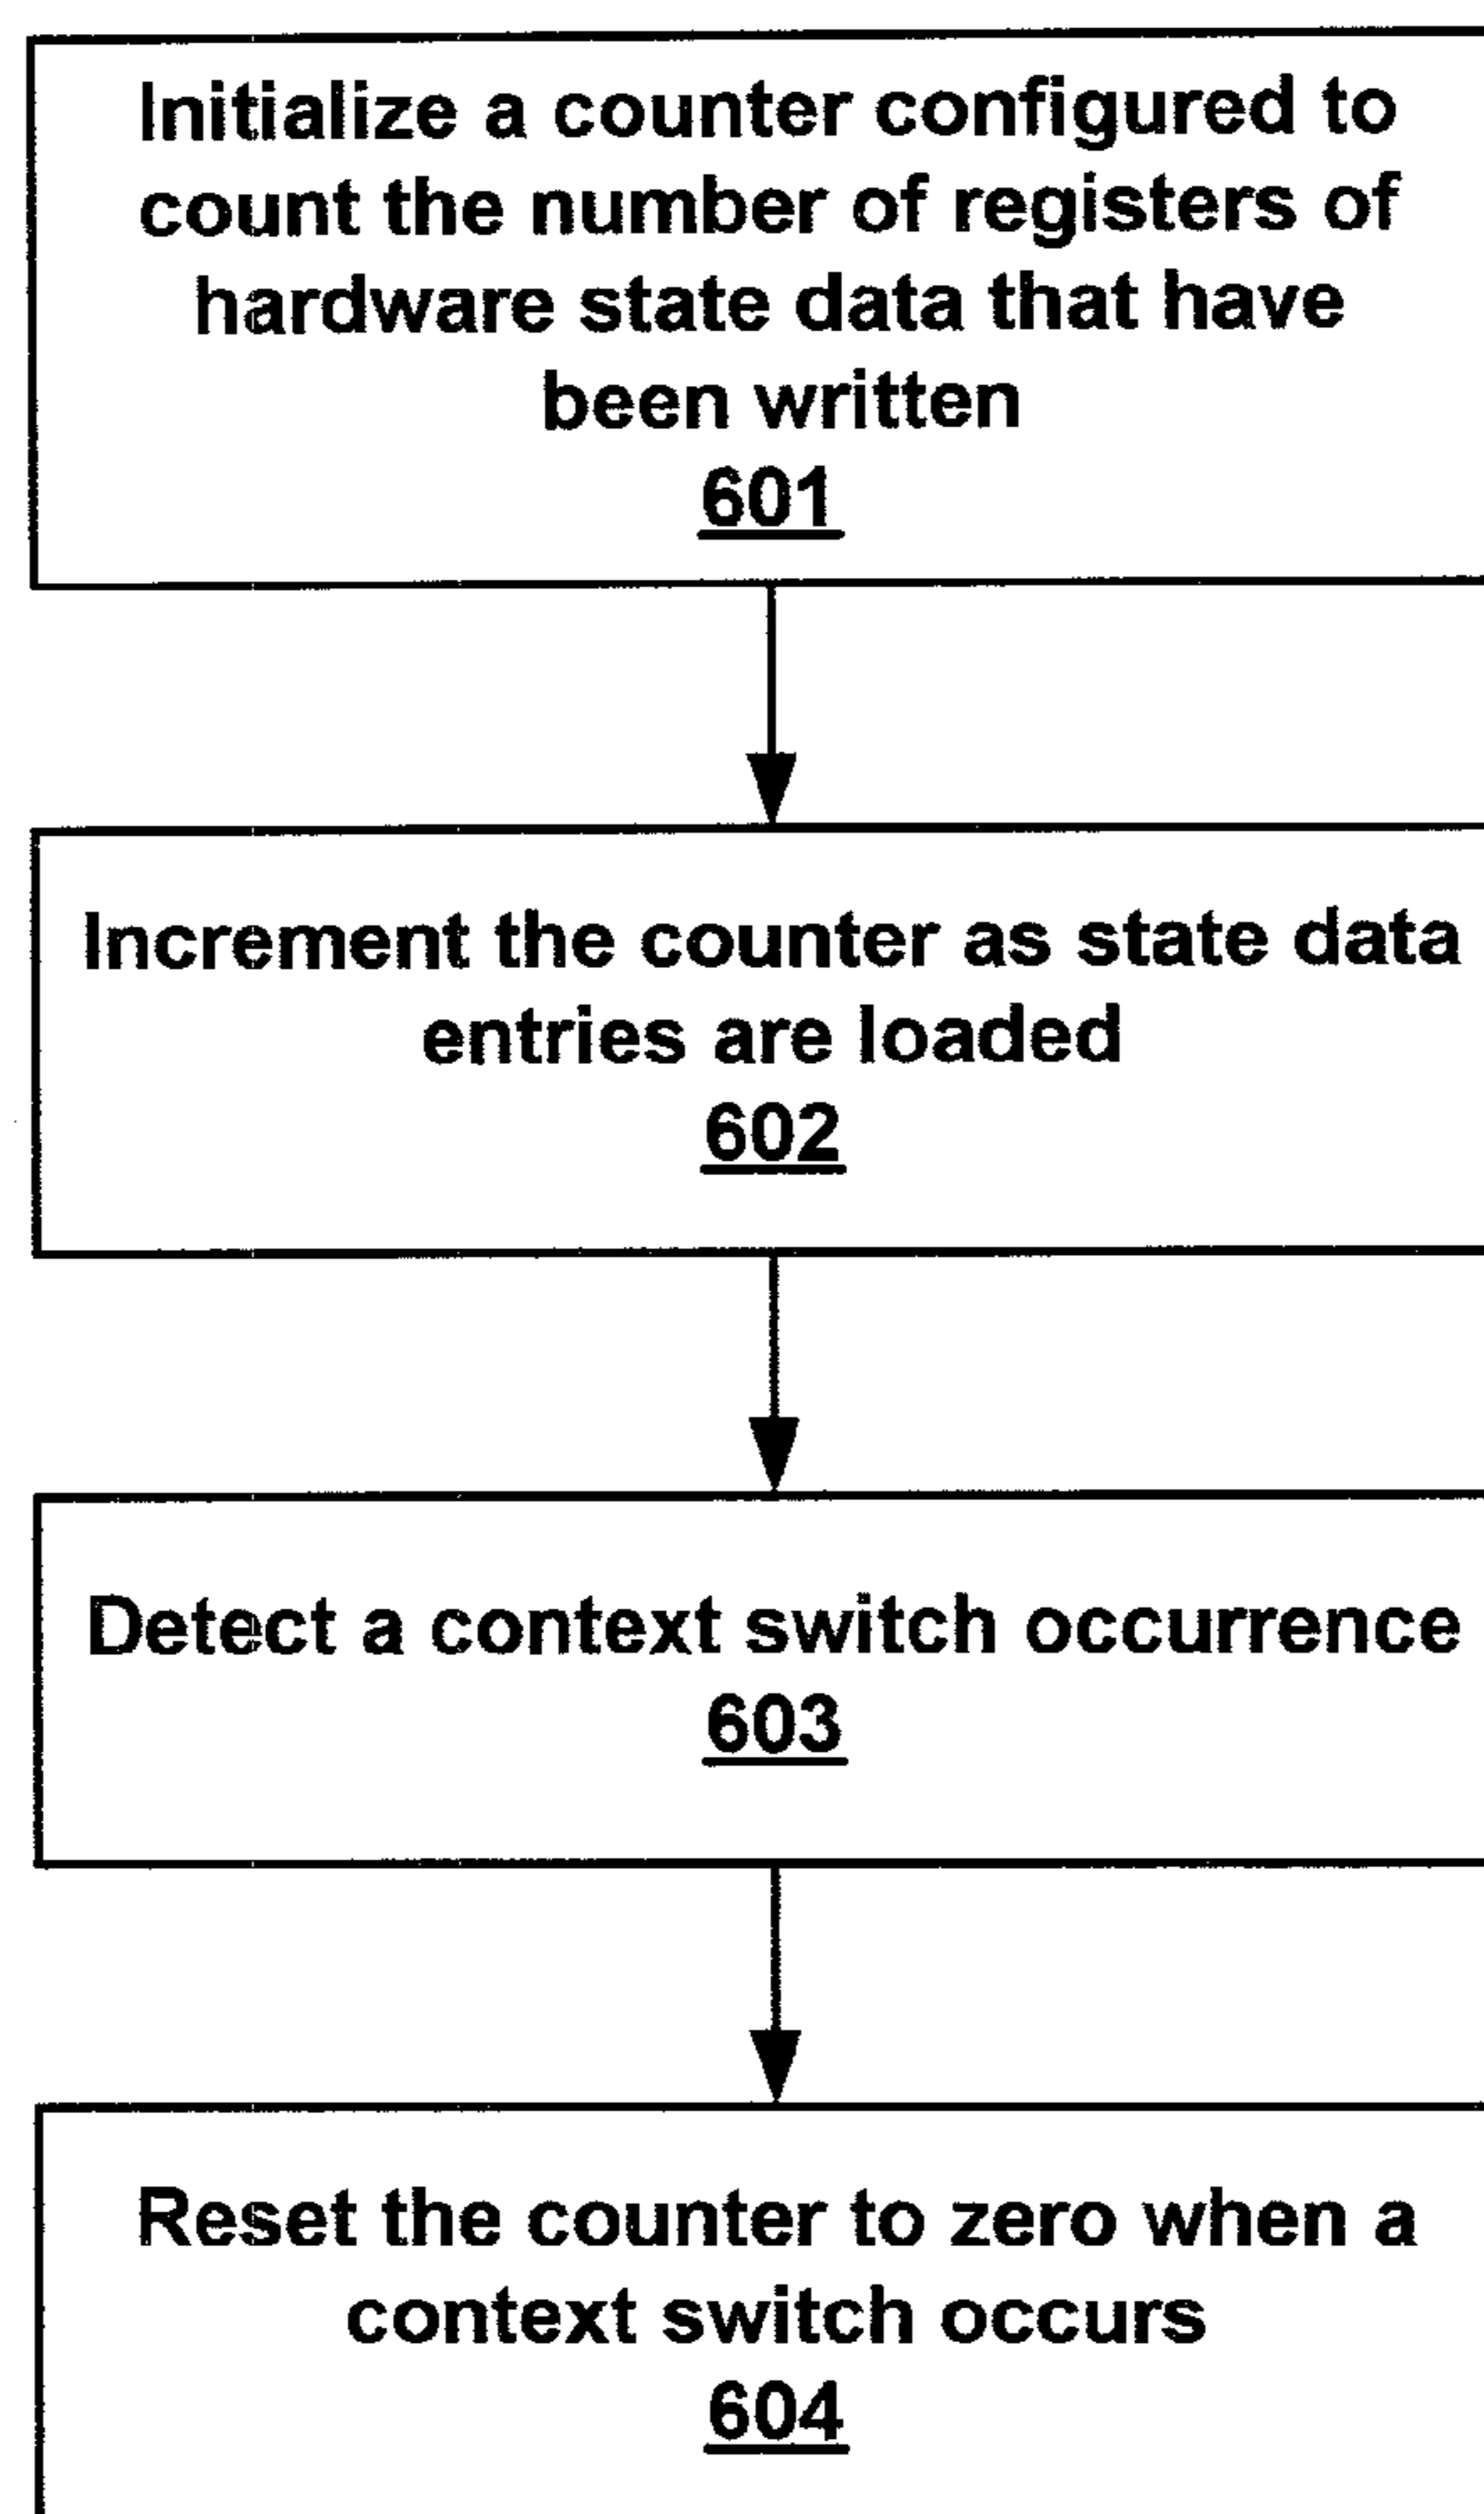 Initialize a counter configured to
count the number of registers of
hardware state data that have
been written
601
Increment the counter as state data
entries are loaded
602
Detect a context switch occurrence
603
Reset the counter to zero when a
context switch occurs
604